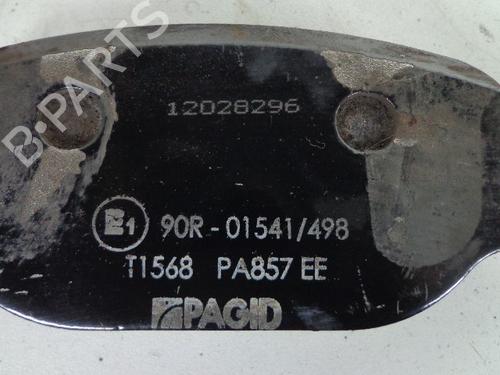 12028296
B-PARTS
E1 90R-01541/498
T1568 PA857 EE
PAGID